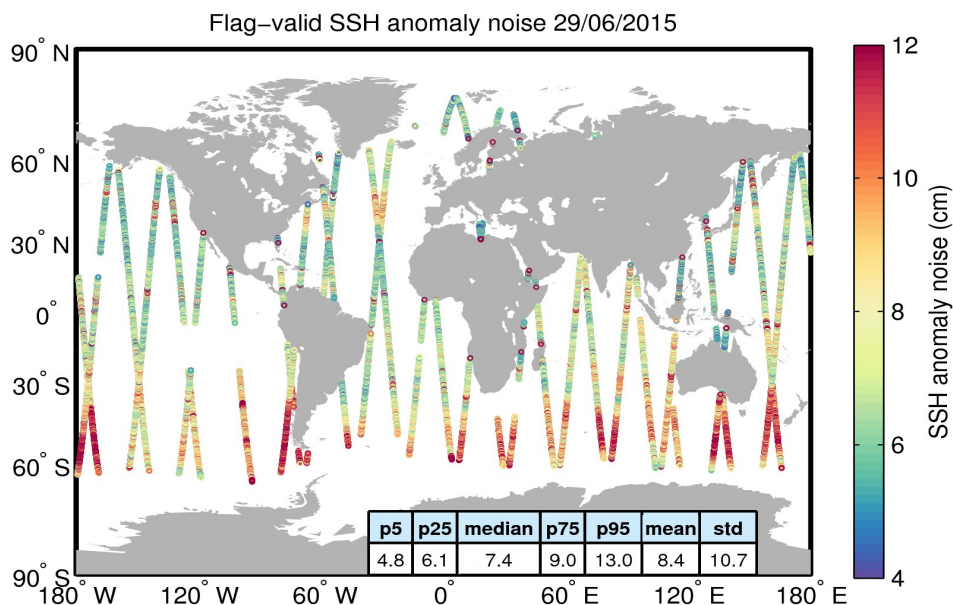 Flag−valid SSH anomaly noise 29/06/2015
90° N
60° N
30° N
0°
30° S
60° S
90° S
180° W 120° W 60° W 0° 60° E 120° E 180° E
p5 p25 median p75 p95 mean std
4.8 6.1 7.4 9.0 13.0 8.4 10.7
12
10
8
6
4
SSH anomaly noise (cm)